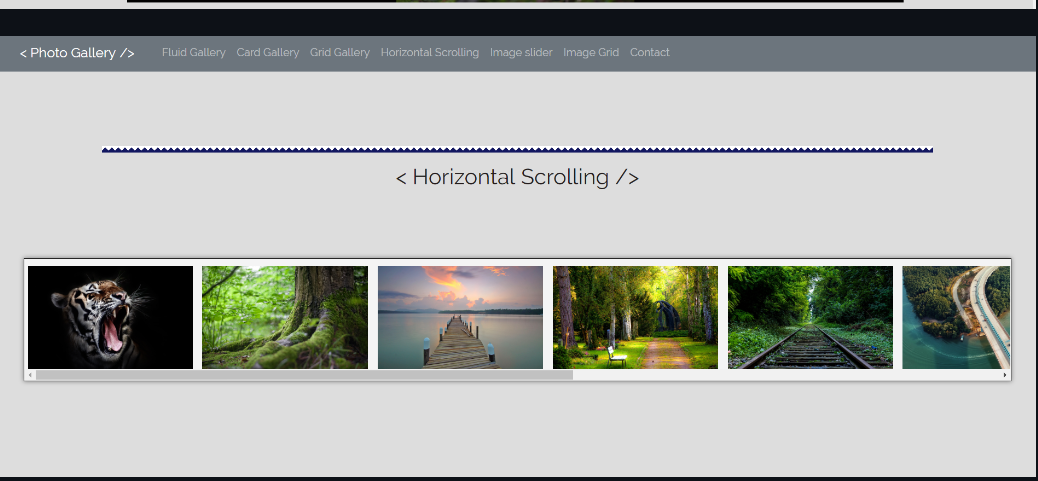 < Photo Gallery /> Fluid Gallery Card Gallery Grid Gallery Horizontal Scrolling Image slider Image Grid Contact
< Horizontal Scrolling />